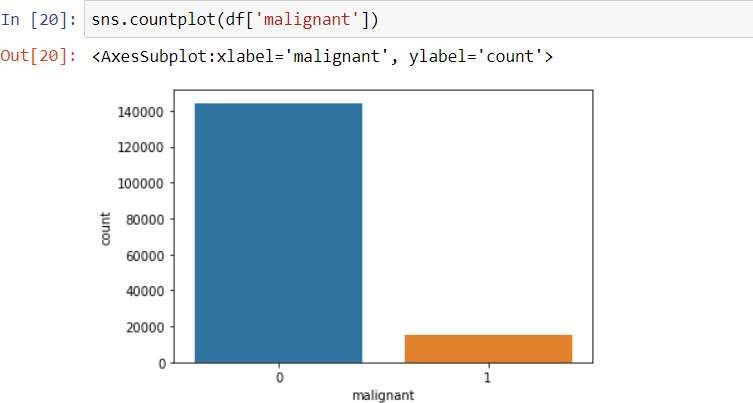 In [20]: sns.countplot(df['malignant'])
Out[20]: <AxesSubplot:xlabel='malignant', ylabel='count'>
140000
120000
100000
80000
60000
40000
20000
0
count
0 1
malignant